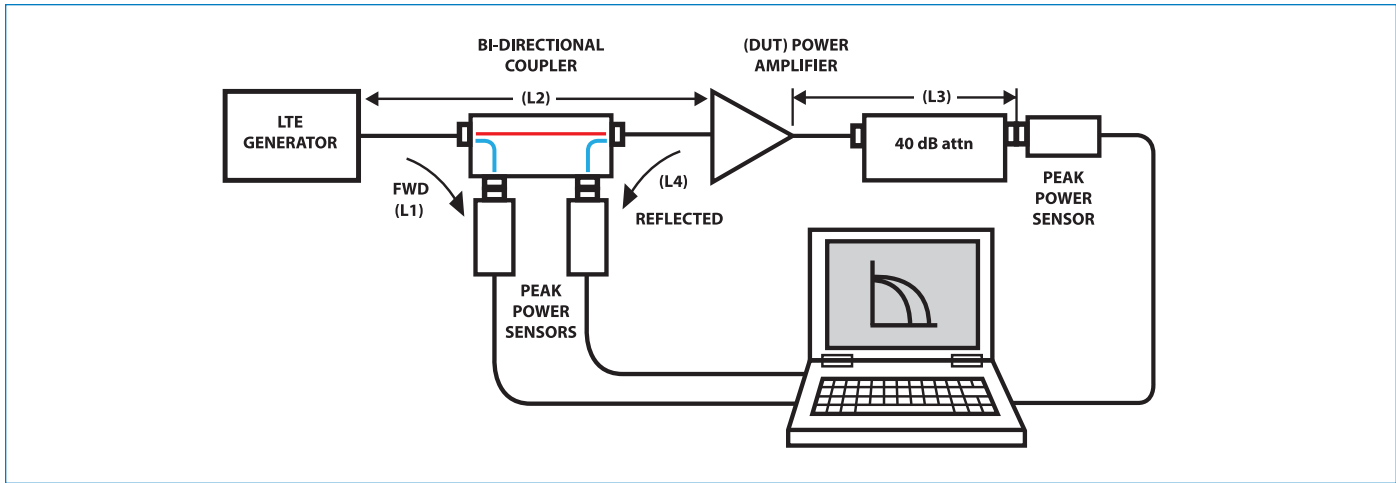 BI-DIRECTIONAL
COUPLER
(DUT) POWER
AMPLIFIER
(L2)
(L3)
LTE
GENERATOR
40 dB attn
FWD
(L1)
(L4)
REFLECTED
PEAK
POWER
SENSOR
PEAK
POWER
SENSORS